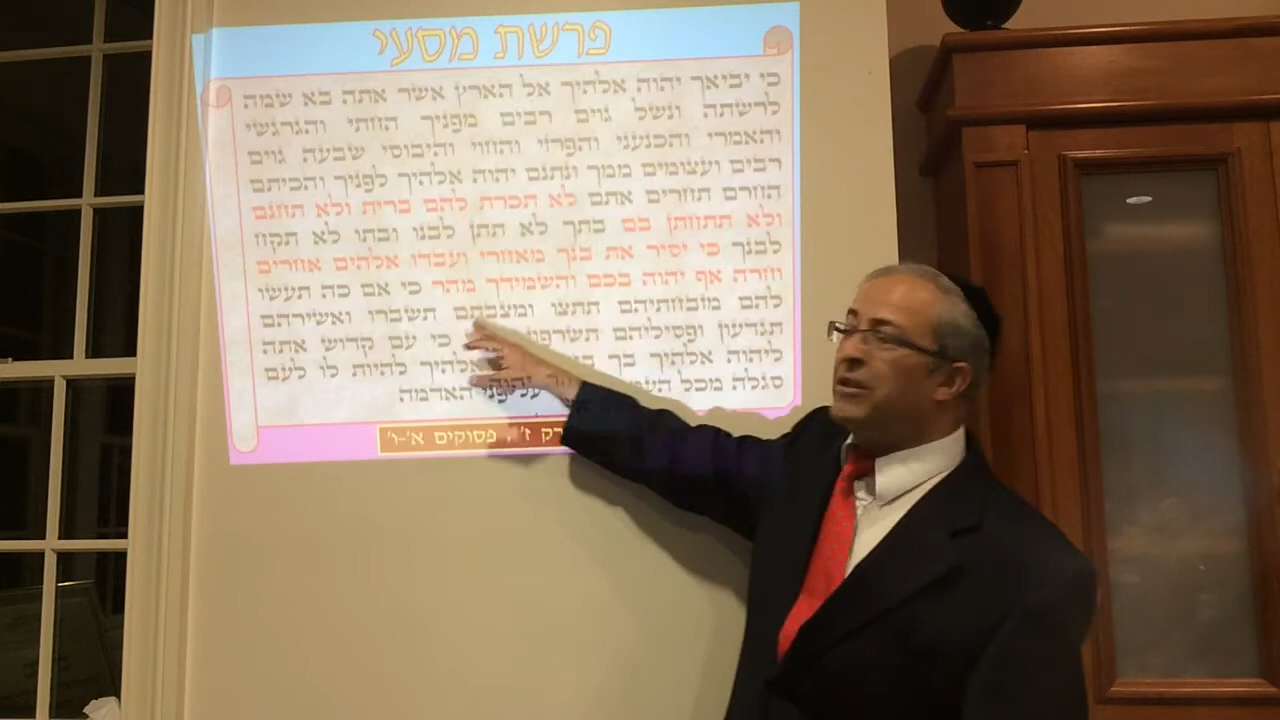 פרשת מסעי
כי יביאך יהוה אלהיך אל הארץ אשר אתה בא שמה
לרשתה ונשל גוים רבים מפניך החתי והגרגשי
והאמרי והכנעני והפרזי והחוי והיבוסי שבעה גוים
רבים ועצומים ממך ונתנם יהוה אלהיך לפניך והכיתם
החרם תחרים אתם לא תכרת להם ברית ולא תחנם
ולא תתחתן בם בתך לא תתן לבנו ובתו לא תקח
לבנך כי יסיר את בנך מאחרי ועבדו אלהים אחרים
וחרה אף יהוה בכם והשמידך מהר כי אם כה תעשו
להם מזבחתיהם תתצו ומצבתם תשברו ואשירהם
תגדעון ופסיליהם תשרפון כי עם קדוש אתה
ליהוה אלהיך בך אלהיך להיות לו לעם
סגלה מכל על פני האדמה
ז', פסוקים א'-ו'